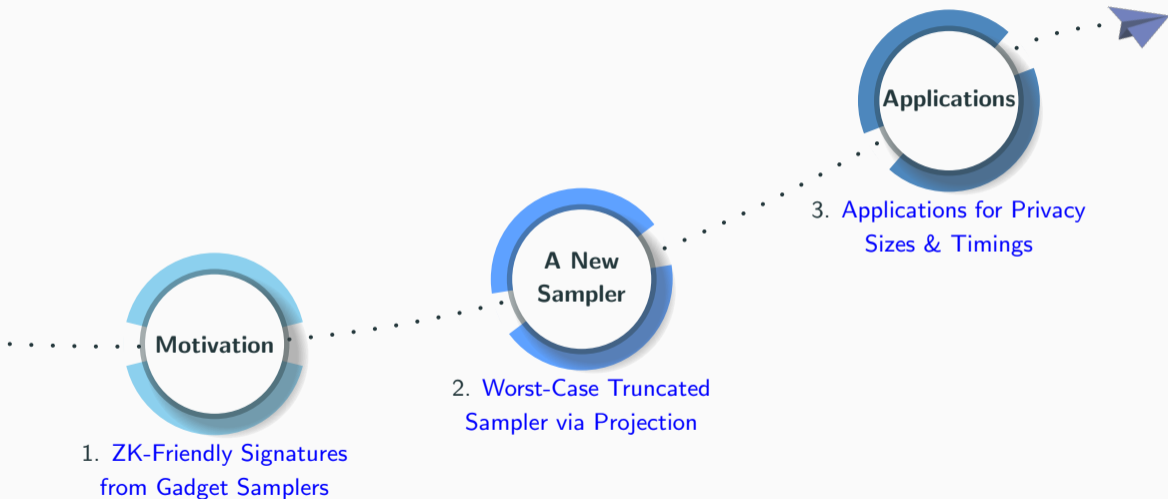 Motivation
1. ZK-Friendly Signatures
from Gadget Samplers
A New
Sampler
2. Worst-Case Truncated
Sampler via Projection
Applications
3. Applications for Privacy
Sizes & Timings